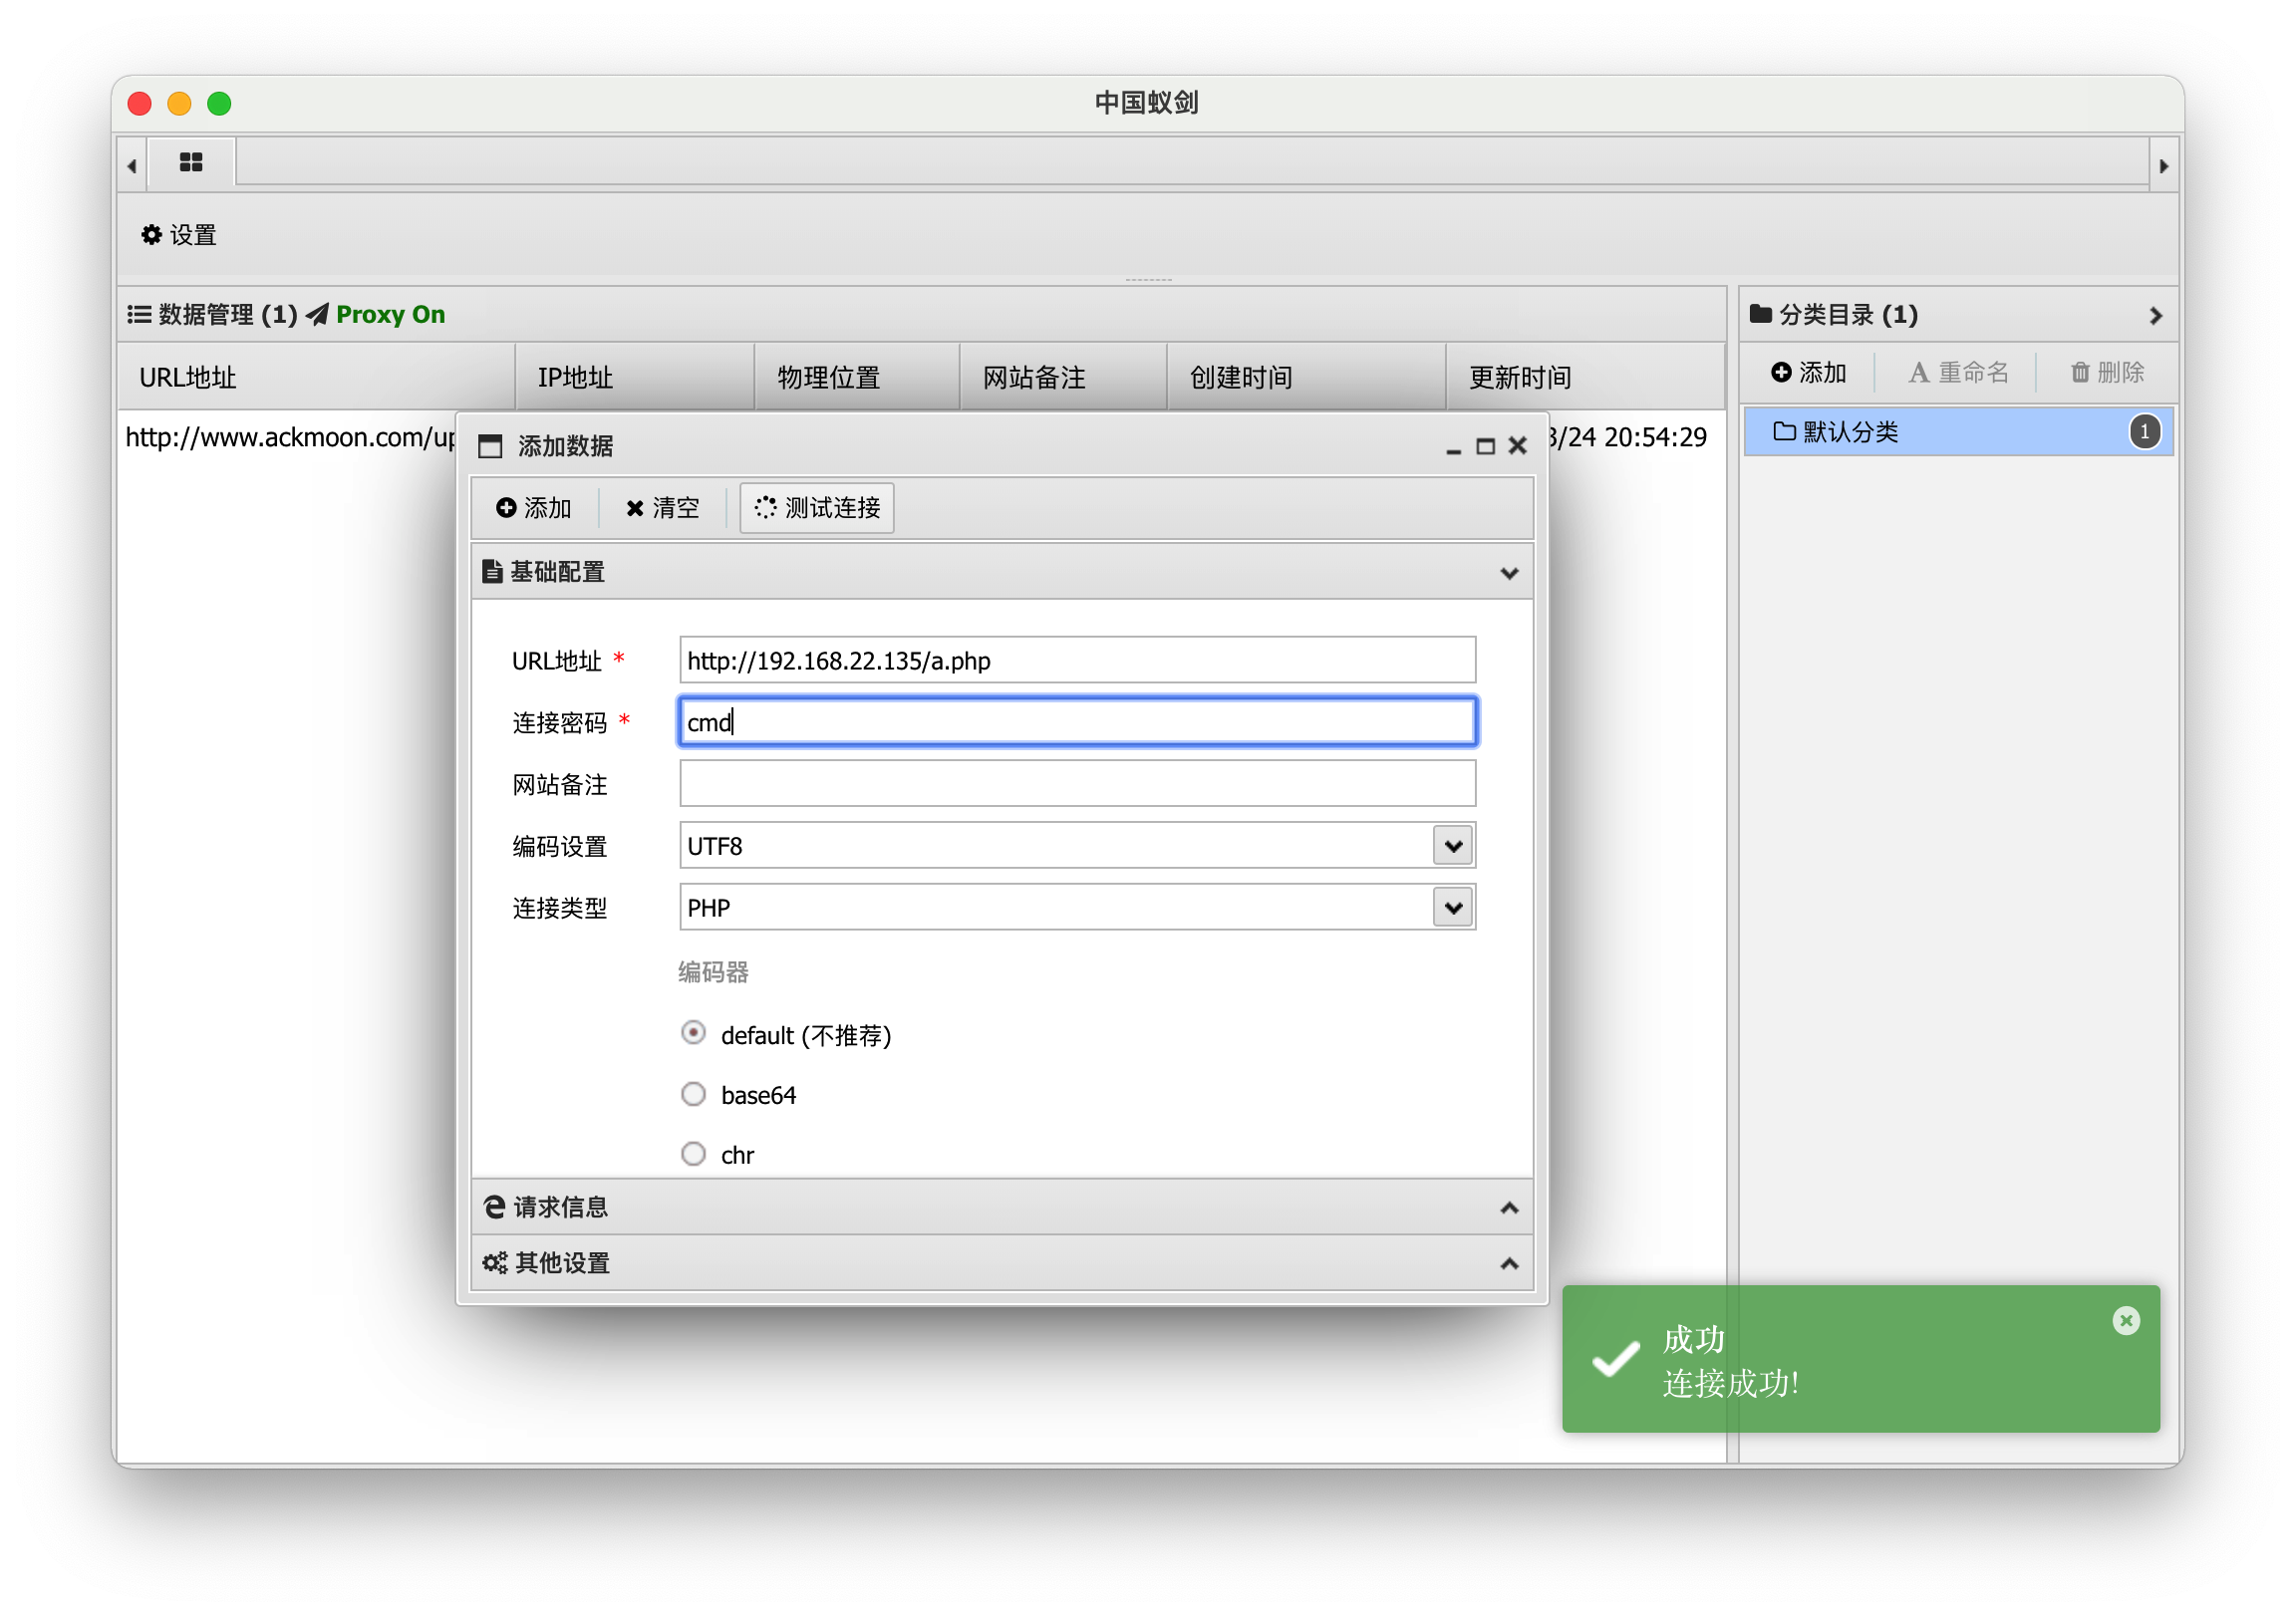 中国蚁剑
设置
数据管理 (1) Proxy On
分类目录 (1)
URL地址 IP地址 物理位置 网站备注 创建时间 更新时间
添加 A 重命名 删除
http://www.ackmoon.com/up
3/24 20:54:29
默认分类 1
添加数据
添加 清空 测试连接
基础配置
URL地址 * http://192.168.22.135/a.php
连接密码 * cmd
网站备注
编码设置 UTF8
连接类型 PHP
编码器
default (不推荐)
base64
chr
请求信息
其他设置
成功
连接成功!